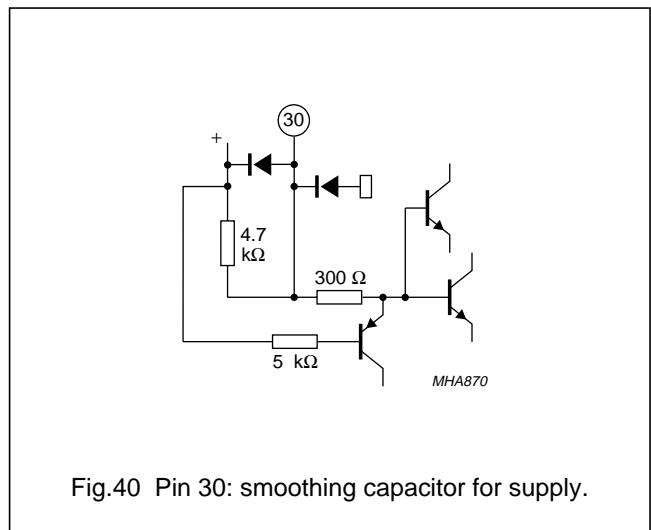 30
+
4.7
kΩ
300 Ω
5 kΩ
MHA870
Fig.40 Pin 30: smoothing capacitor for supply.